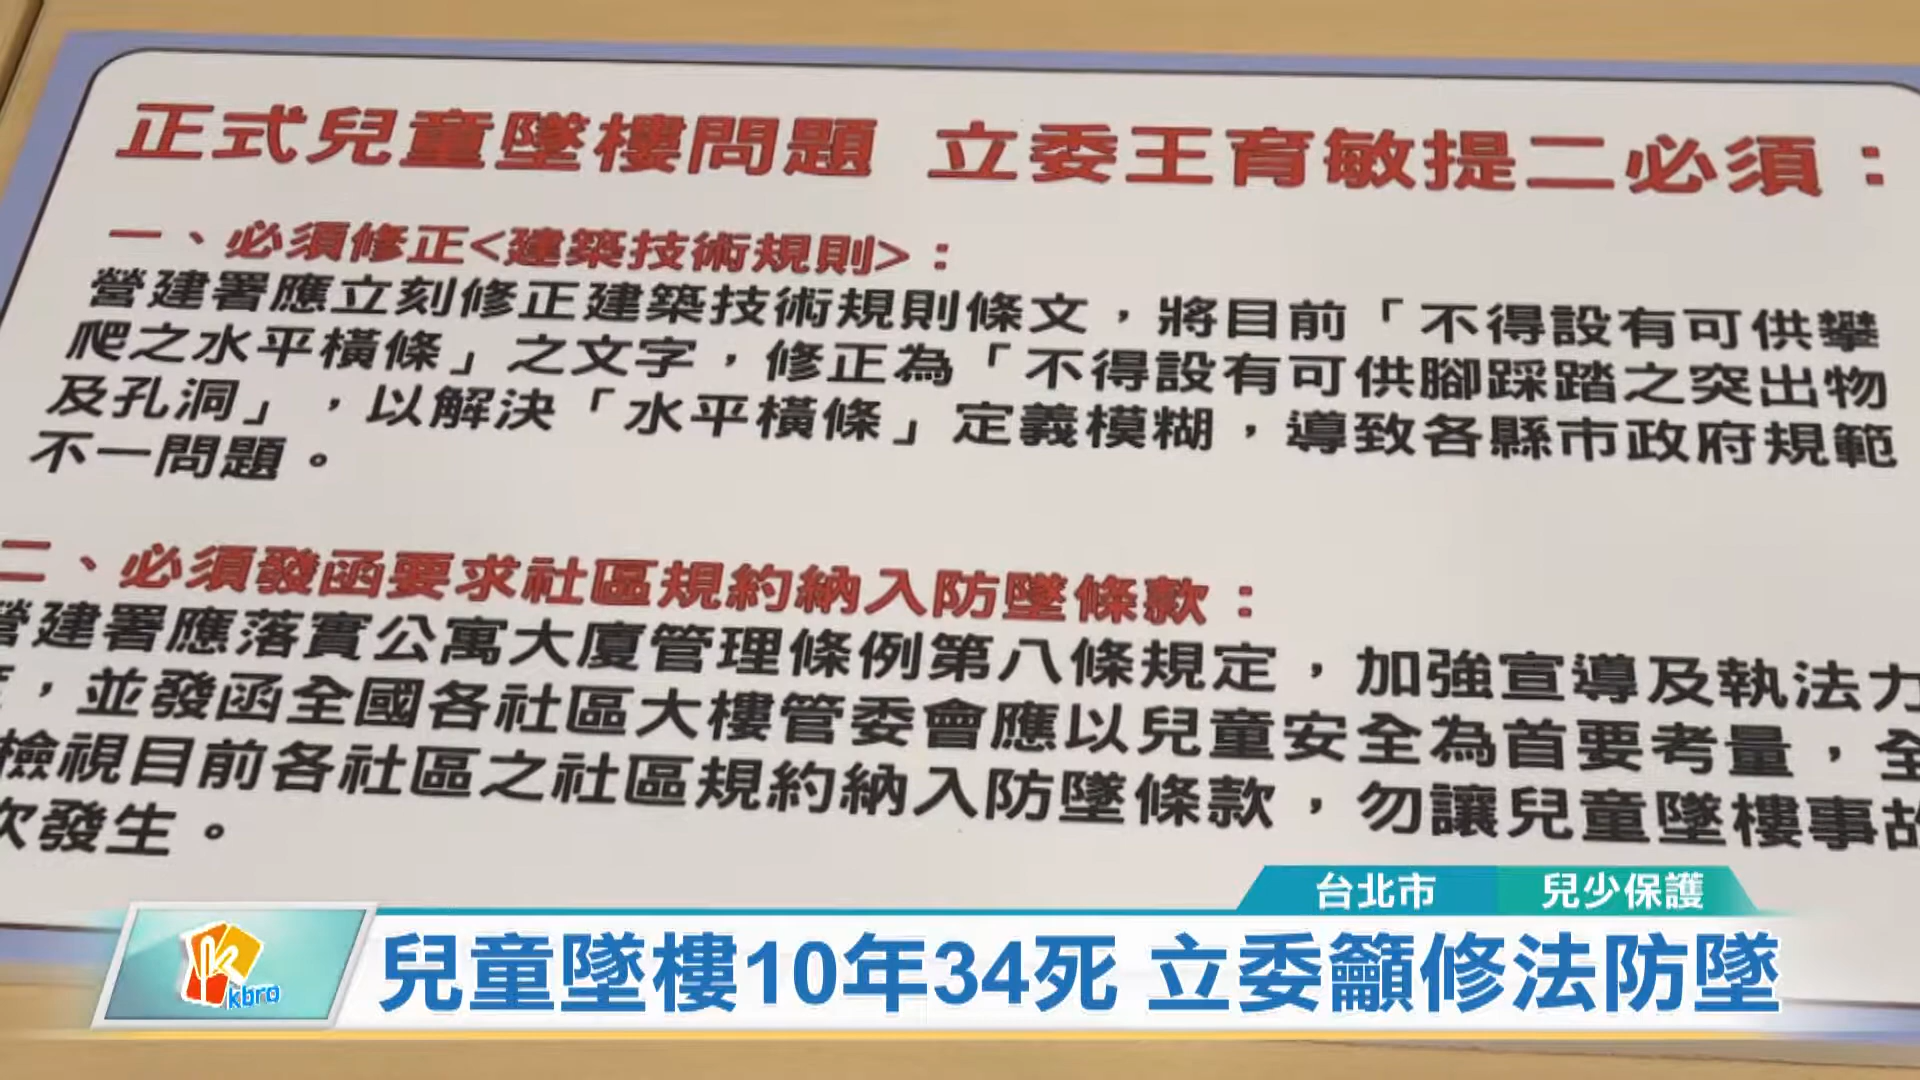 正式兒童墜樓問題 立委王育敏提二必須：
一、必須修正<建築技術規則>：
營建署應立刻修正建築技術規則條文，將目前「不得設有可供攀
爬之水平橫條」之文字，修正為「不得設有可供腳踩踏之突出物
及孔洞」，以解決「水平橫條」定義模糊，導致各縣市政府規範
不一問題。
二、必須發函要求社區規約納入防墜條款：
營建署應落實公寓大廈管理條例第八條規定，加強宣導及執法力
，並發函全國各社區大樓管委會應以兒童安全為首要考量，全
檢視目前各社區之社區規約納入防墜條款，勿讓兒童墜樓事故
次發生。
台北市 兒少保護
kbro
兒童墜樓10年34死 立委籲修法防墜